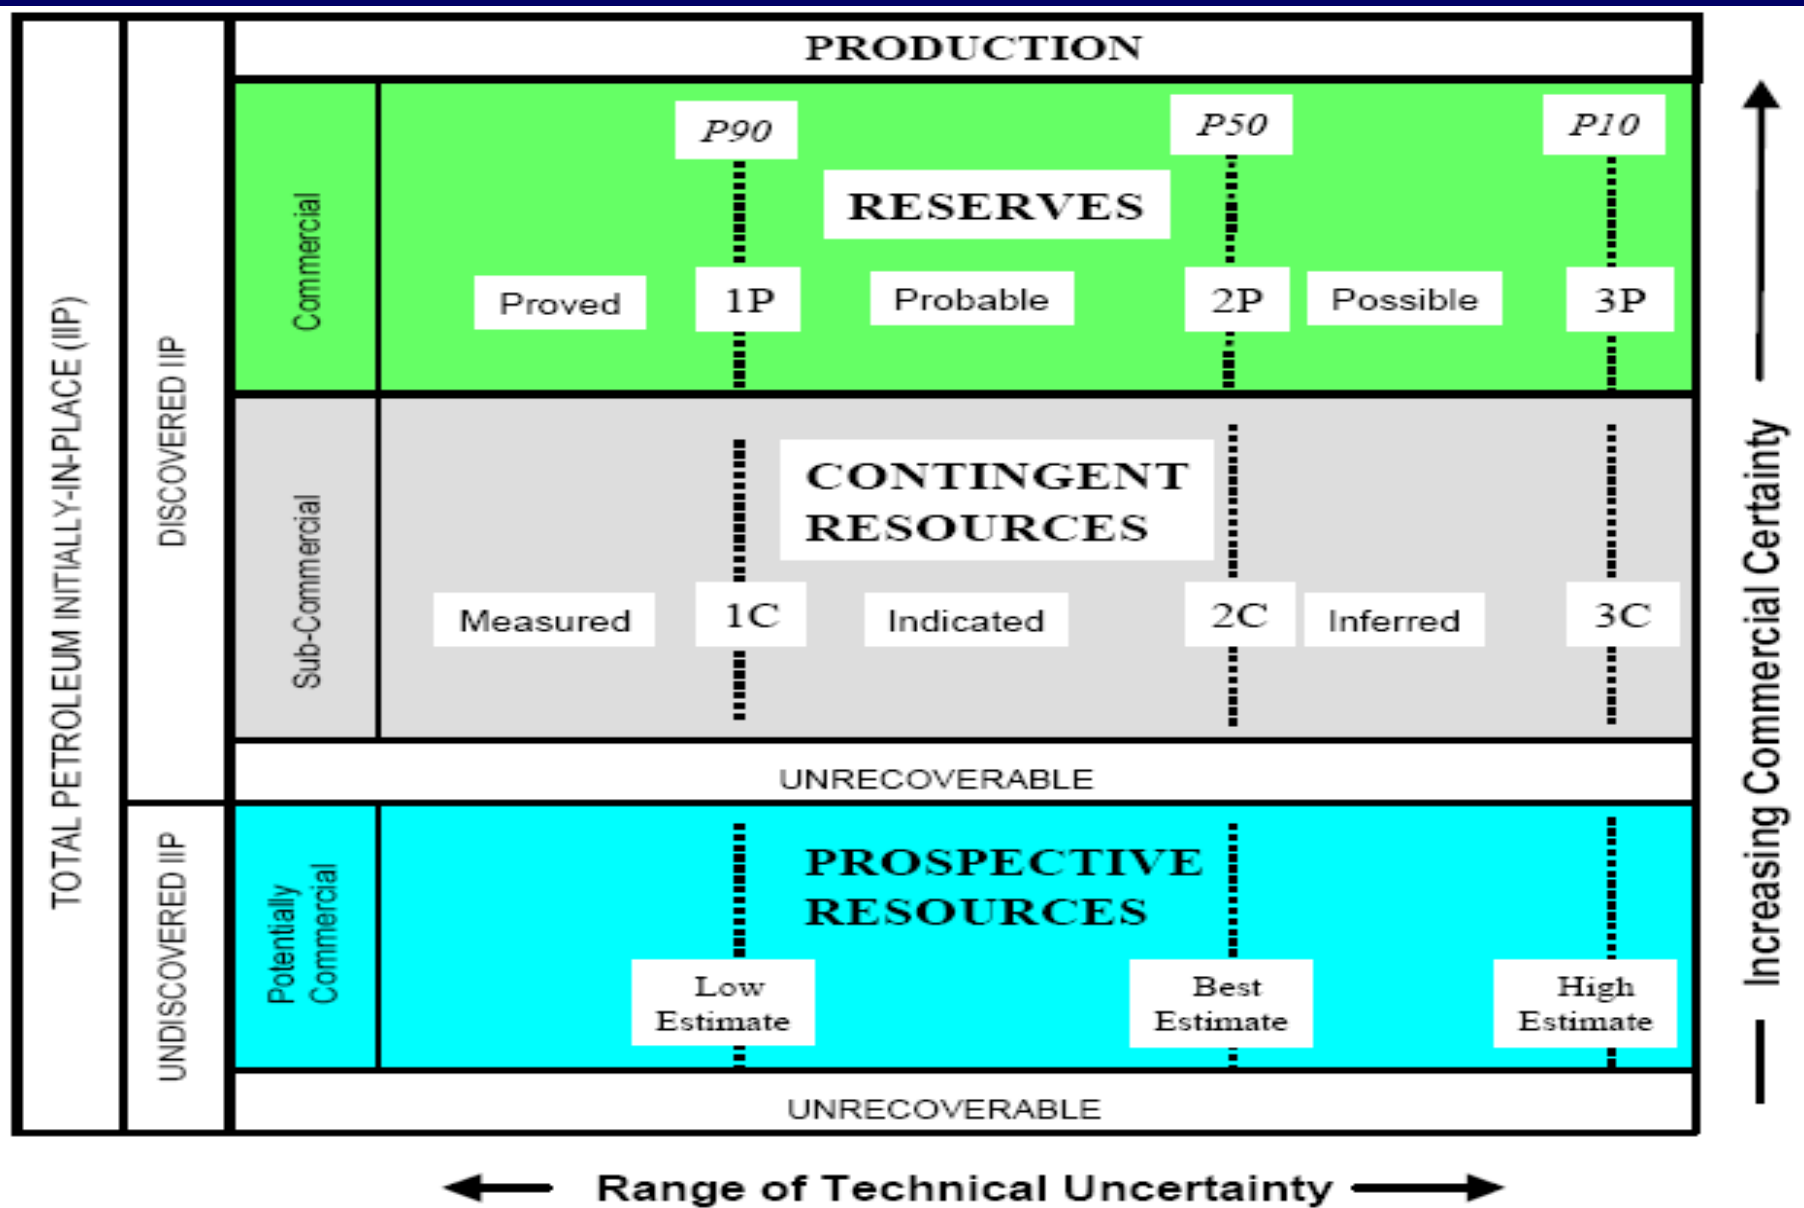 PRODUCTION
TOTAL PETROLEUM INITIALLY-IN-PLACE (IIP)
DISCOVERED IIP
Commercial
P90
P50
P10
RESERVES
Proved
1P
Probable
2P
Possible
3P
Sub-Commercial
CONTINGENT
RESOURCES
Measured
1C
Indicated
2C
Inferred
3C
UNRECOVERABLE
UNDISCOVERED IIP
Potentially
Commercial
PROSPECTIVE
RESOURCES
Low
Estimate
Best
Estimate
High
Estimate
UNRECOVERABLE
Increasing Commercial Certainty
Range of Technical Uncertainty